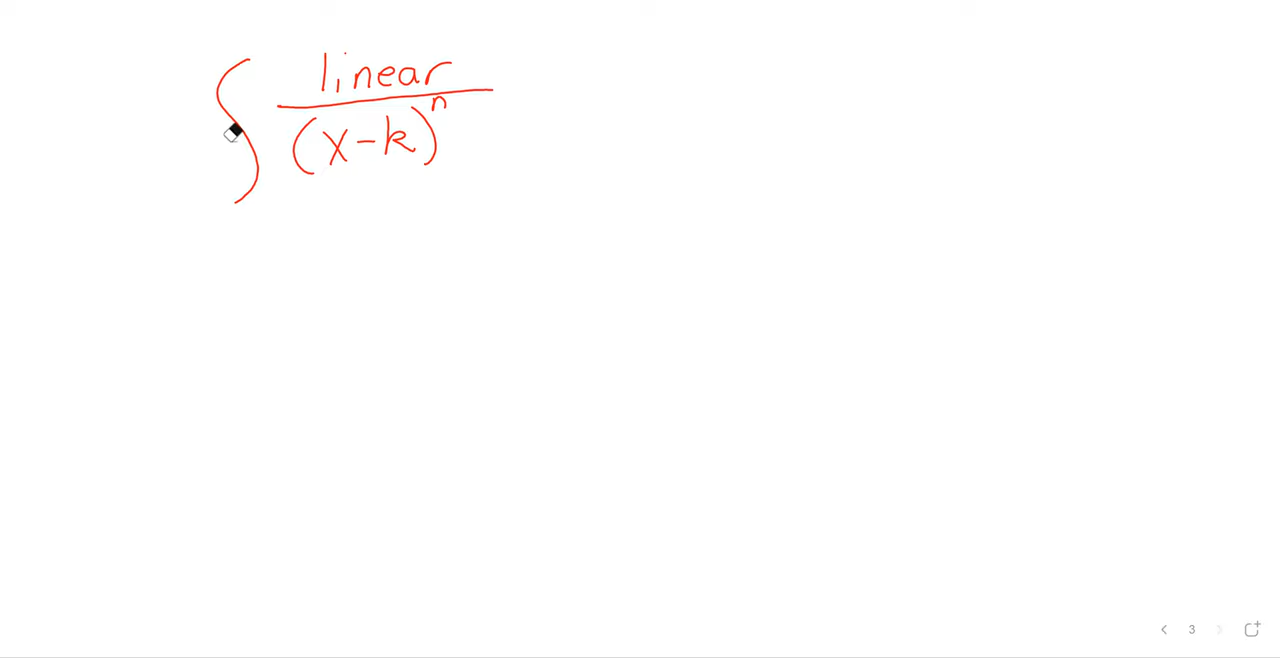 ∫ linear
(x-k)^n
< 3 >